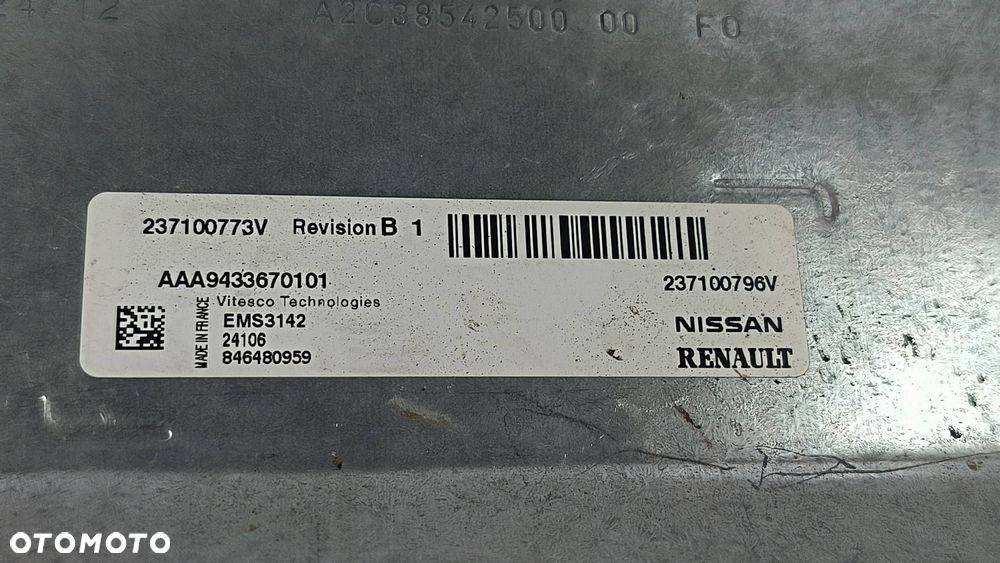 A2C38542500 00 F0
237100773V Revision B 1
AAA9433670101
237100796V
MADE IN FRANCE
Vitesco Technologies
EMS3142
24106
846480959
NISSAN
RENAULT
OTOMOTO